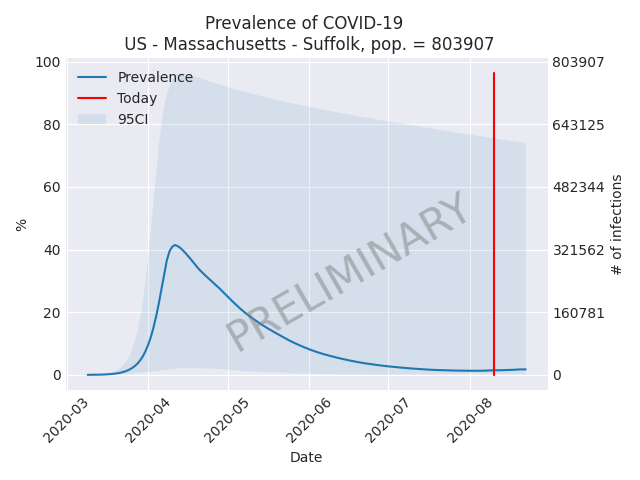 Prevalence of COVID-19
US - Massachusetts - Suffolk, pop. = 803907
100
80
60
40
20
0
%
Prevalence
Today
95CI
PRELIMINARY
803907
643125
482344
321562
160781
0
# of infections
2020-03
2020-04
2020-05
2020-06
2020-07
2020-08
Date